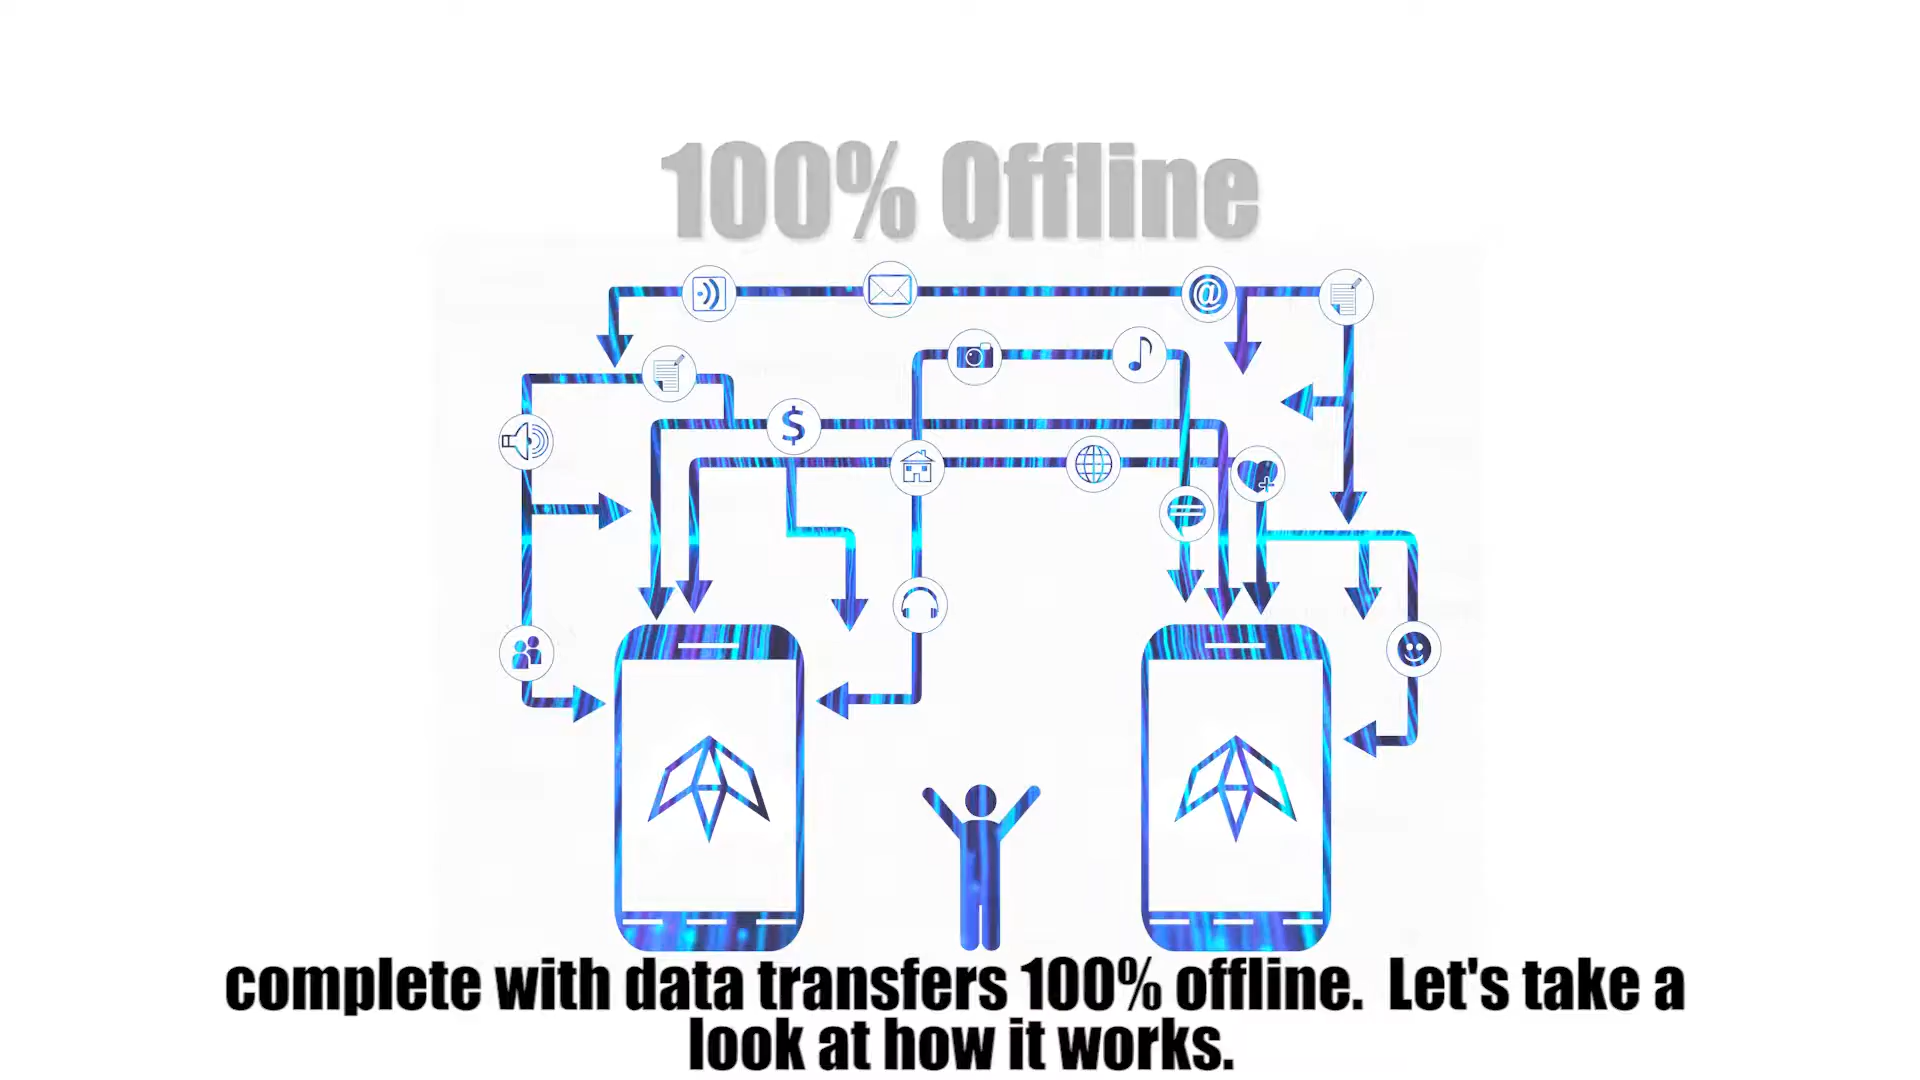 100% Offline
@
$
complete with data transfers 100% offline.  Let's take a
look at how it works.